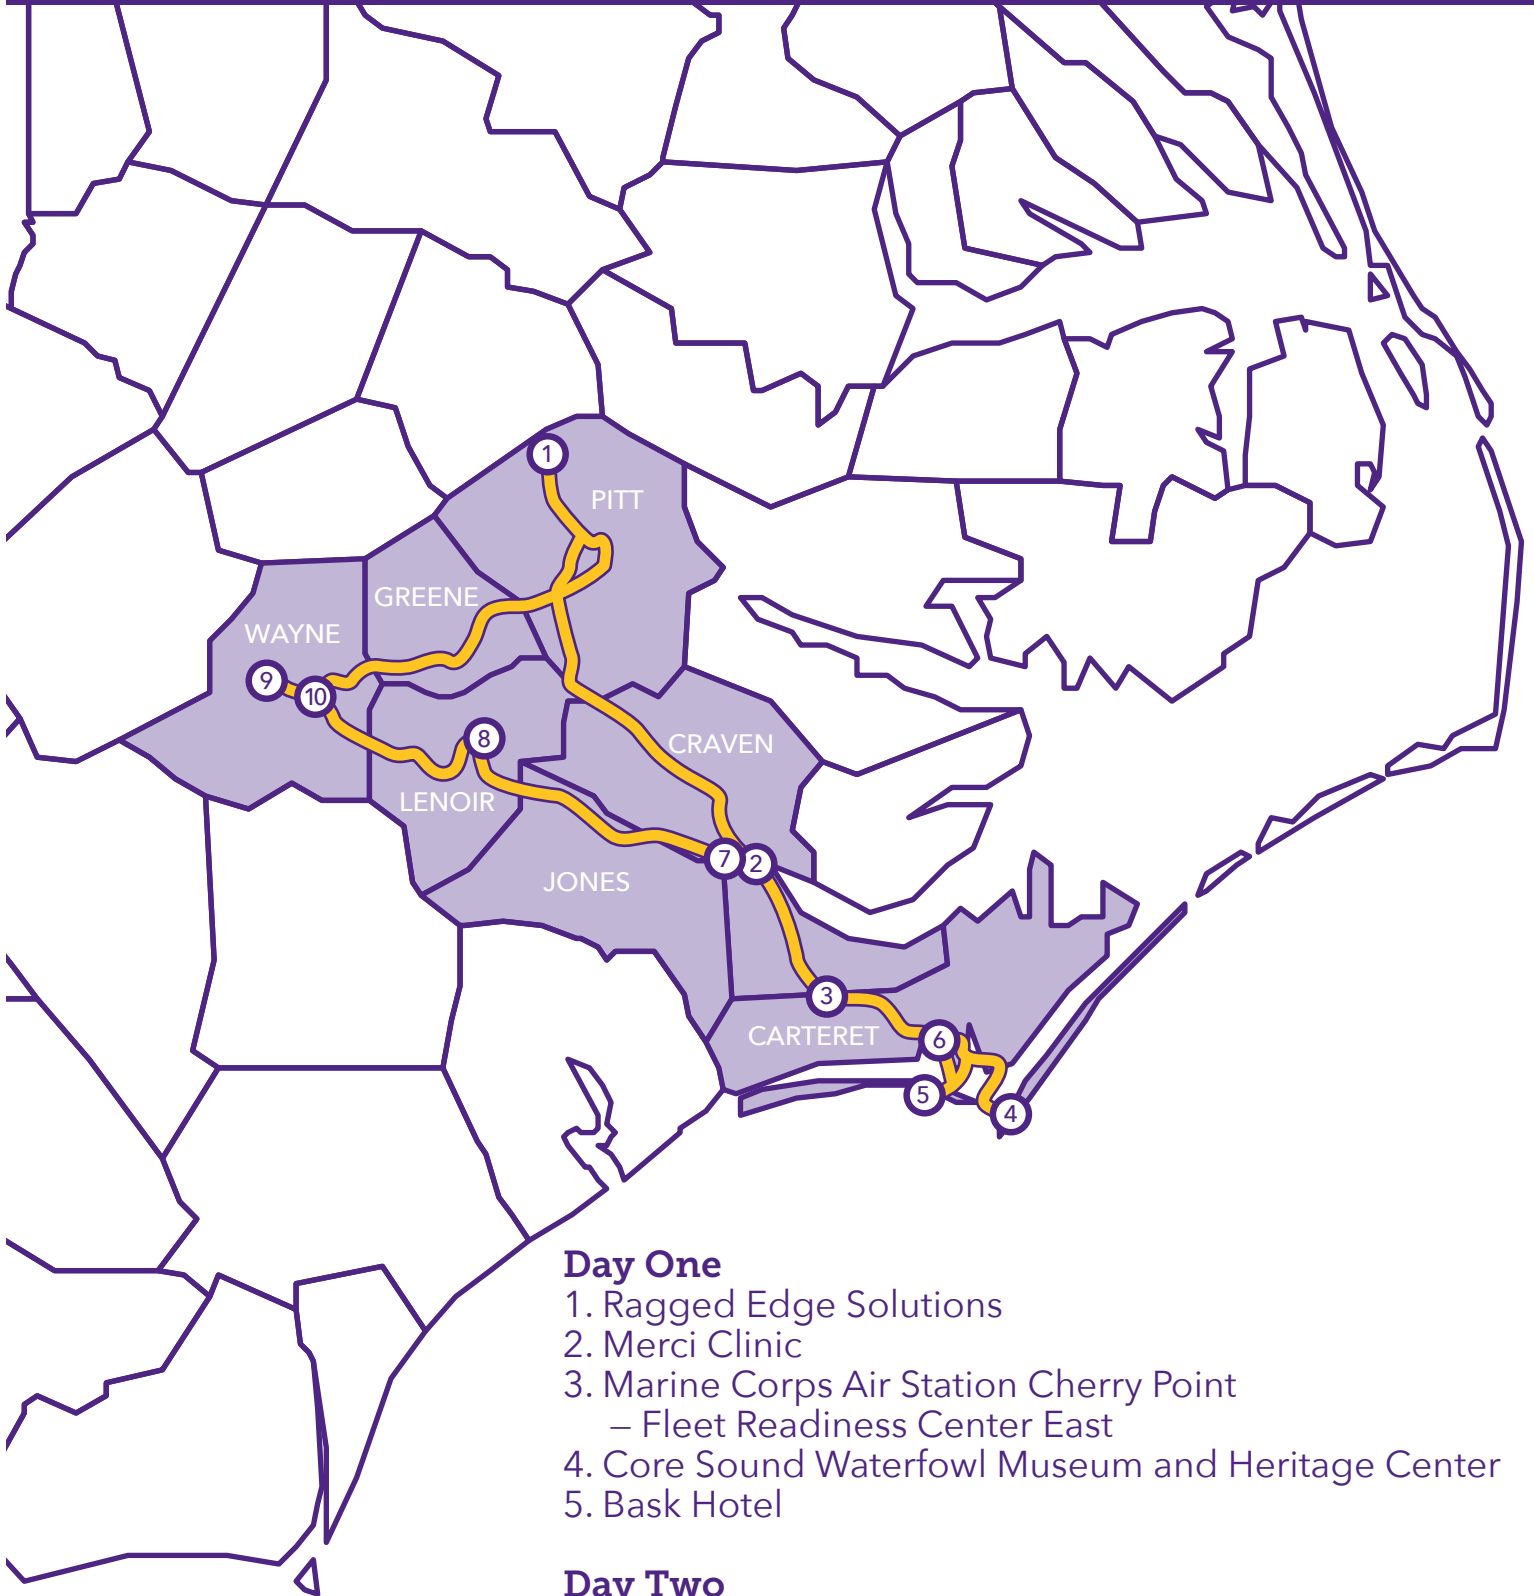 1
PITT
GREENE
WAYNE
9
10
8
CRAVEN
LENOIR
7
2
JONES
3
CARTERET
6
5
4
Day One
1. Ragged Edge Solutions
2. Merci Clinic
3. Marine Corps Air Station Cherry Point
– Fleet Readiness Center East
4. Core Sound Waterfowl Museum and Heritage Center
5. Bask Hotel
Day Two